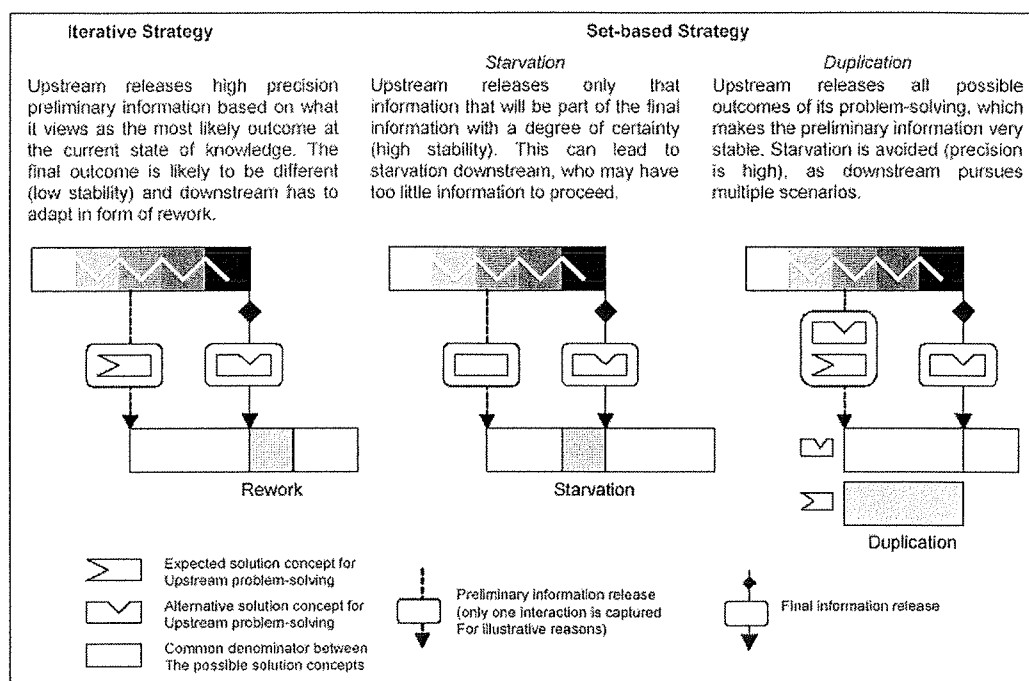 Iterative Strategy
Upstream releases high precision
preliminary information based on what
it views as the most likely outcome at
the current state of knowledge. The
final outcome is likely to be different
(low stability) and downstream has to
adapt in form of rework.
Set-based Strategy
Starvation
Upstream releases only that
information that will be part of the final
information with a degree of certainty
(high stability). This can lead to
starvation downstream, who may have
too little information to proceed.
Duplication
Upstream releases all possible
outcomes of its problem-solving, which
makes the preliminary information very
stable. Starvation is avoided (precision
is high), as downstream pursues
multiple scenarios.
Rework
Starvation
Duplication
Expected solution concept for
Upstream problem-solving
Alternative solution concept for
Upstream problem-solving
Common denominator between
The possible solution concepts
Preliminary information release
(only one interaction is captured
For illustrative reasons)
Final information release